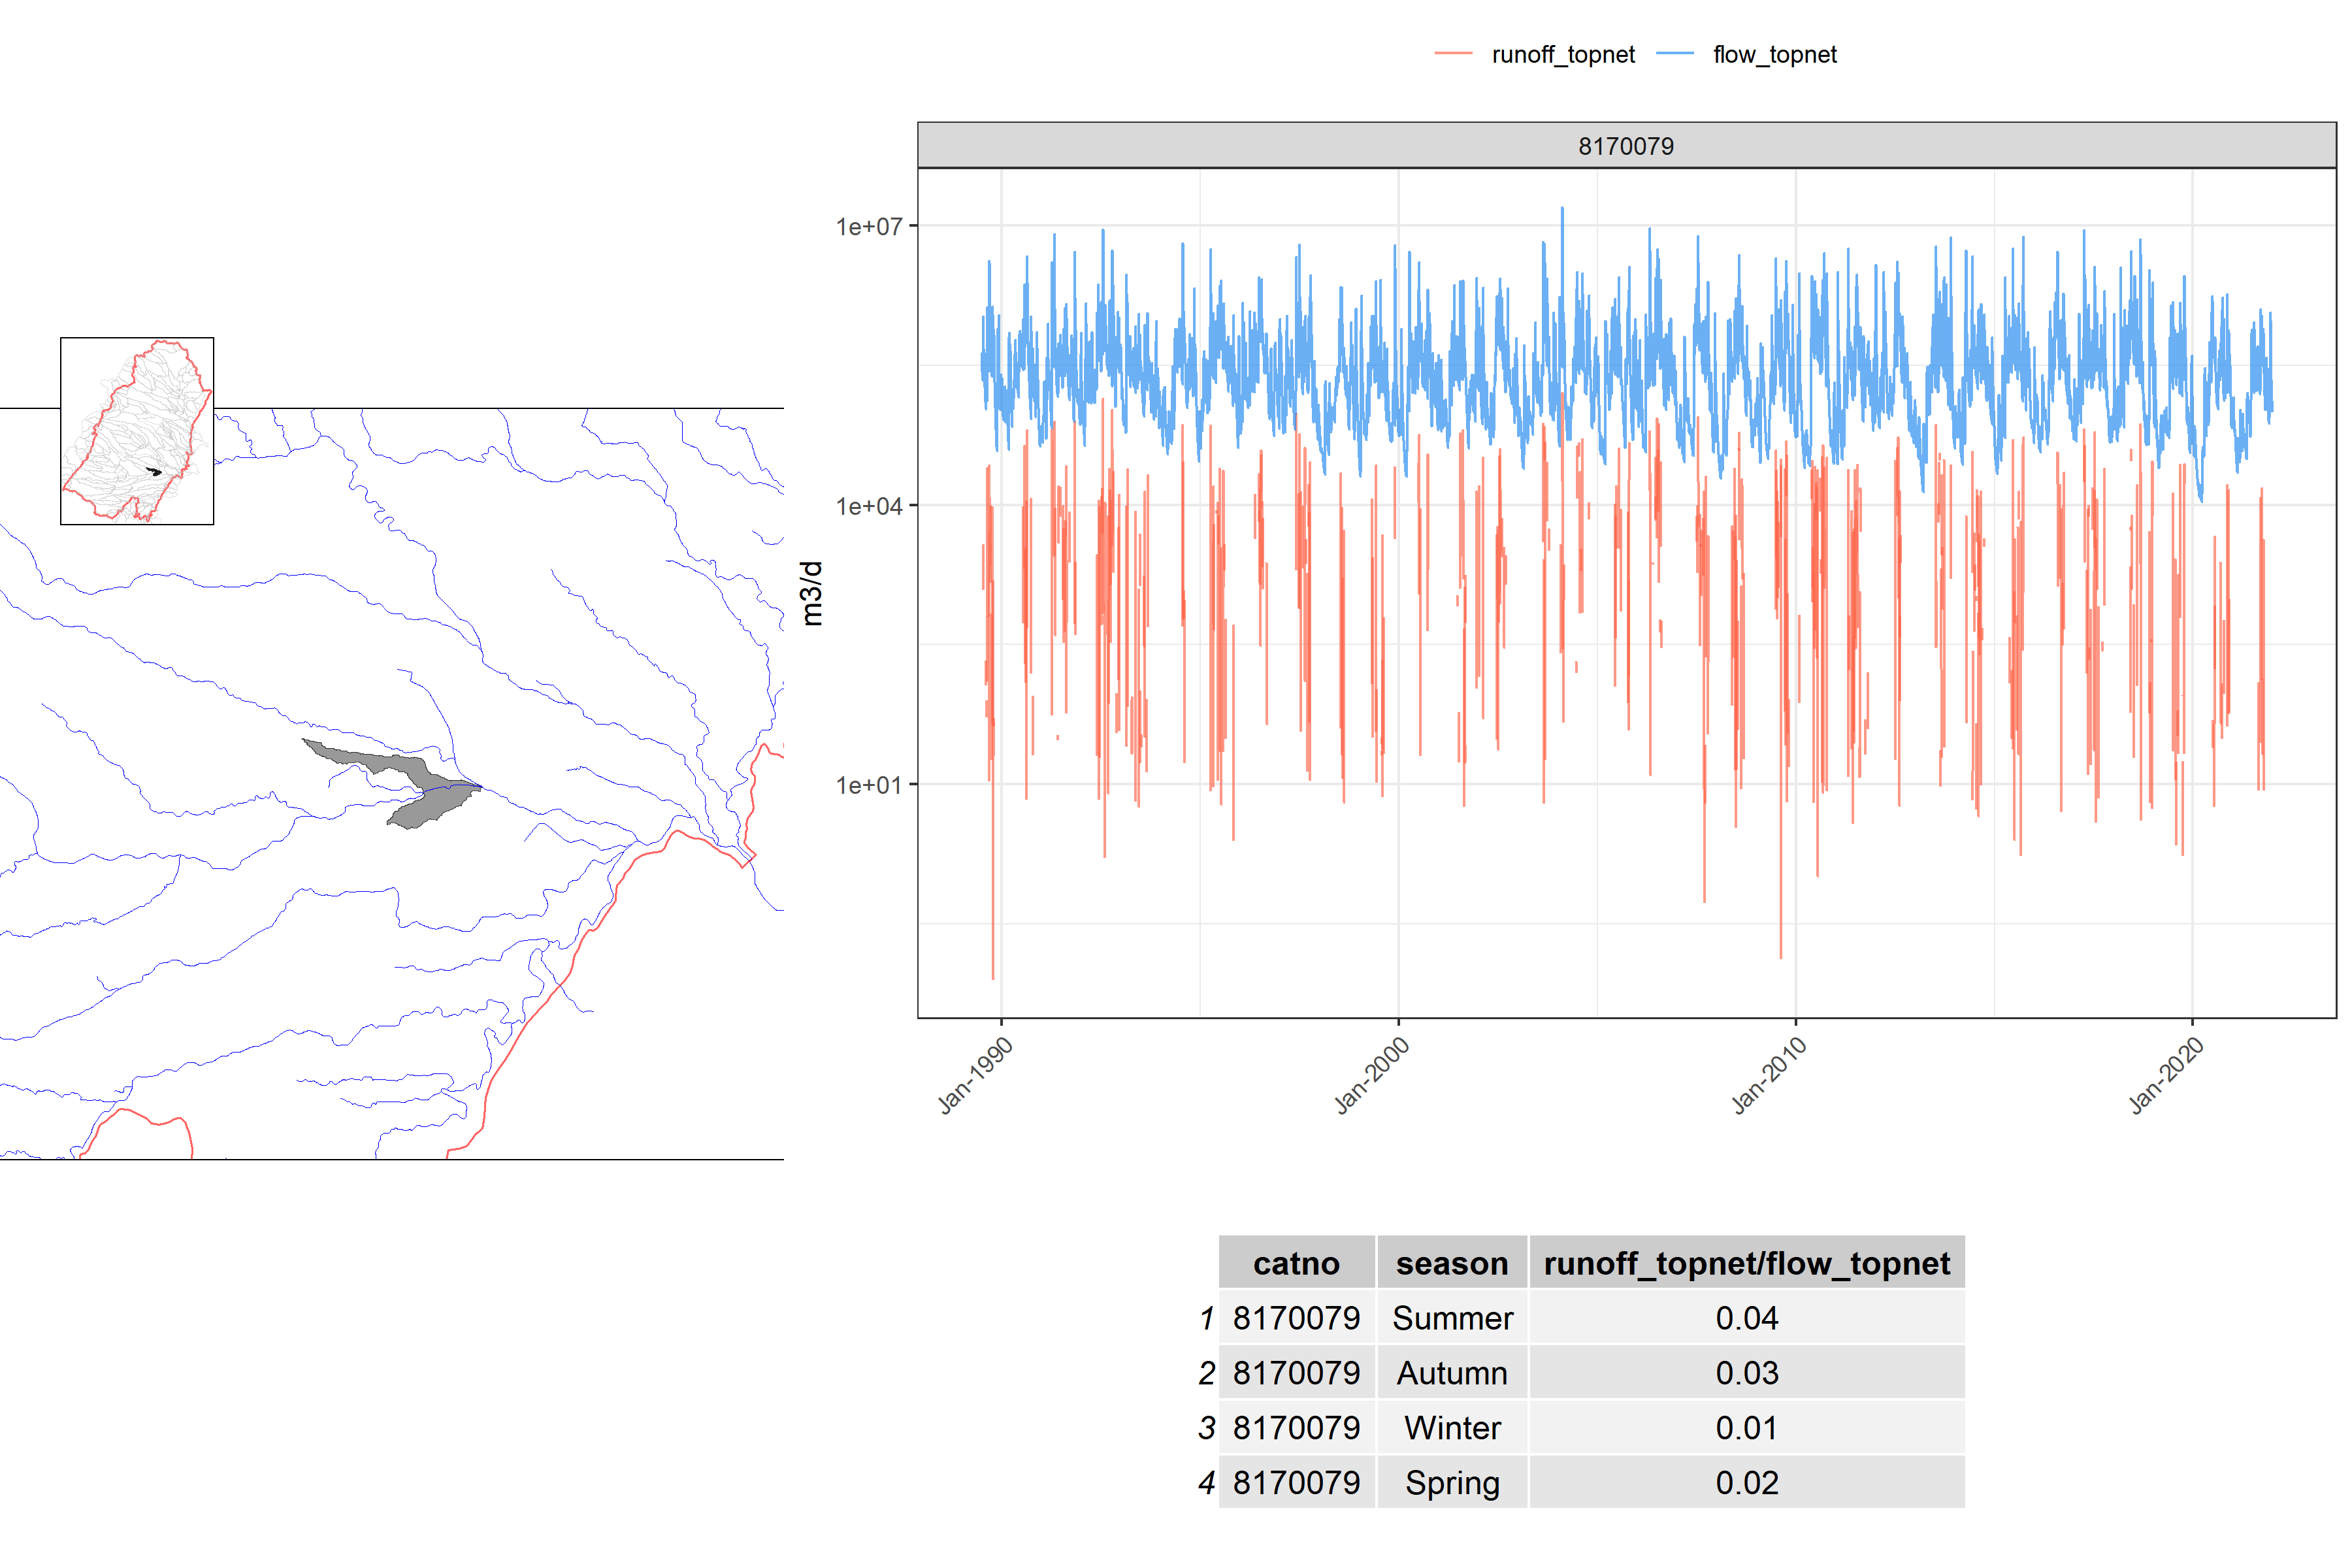 runoff_topnet flow_topnet
8170079
1e+07
1e+04
1e+01
m3/d
Jan-1990 Jan-2000 Jan-2010 Jan-2020
catno season runoff_topnet/flow_topnet
1 8170079 Summer 0.04
2 8170079 Autumn 0.03
3 8170079 Winter 0.01
4 8170079 Spring 0.02